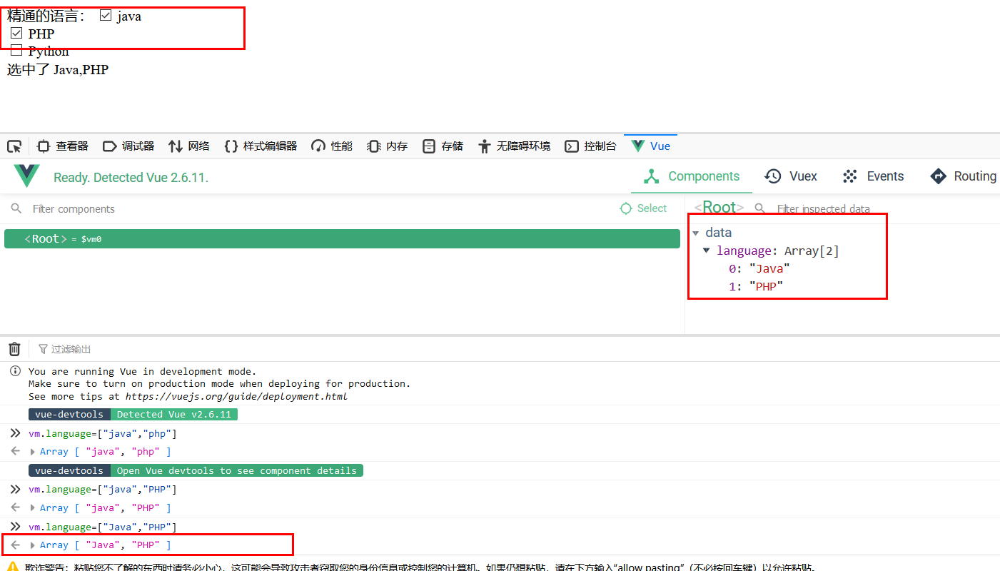 精通的语言： java
PHP
Python
选中了 Java,PHP
查看器 调试器 网络 {} 样式编辑器 性能 内存 存储 无障碍环境 控制台 Vue
Ready. Detected Vue 2.6.11.
Components Vuex Events Routing
Filter components
Select
<Root> Filter inspected data
<Root> = $vm0
data
language: Array[2]
0: "Java"
1: "PHP"
过滤输出
You are running Vue in development mode.
Make sure to turn on production mode when deploying for production.
See more tips at https://vuejs.org/guide/deployment.html
vue-devtools Detected Vue v2.6.11
vm.language=["java","php"]
Array [ "java", "php" ]
vue-devtools Open Vue devtools to see component details
vm.language=["java","PHP"]
Array [ "java", "PHP" ]
vm.language=["Java","PHP"]
Array [ "Java", "PHP" ]
欺诈警告：粘贴您不了解的东西时请务必小心，这可能会导致攻击者窃取您的身份信息或控制您的计算机。如果仍想粘贴，请在下方输入“allow pasting”（不必按回车键）以允许粘贴。